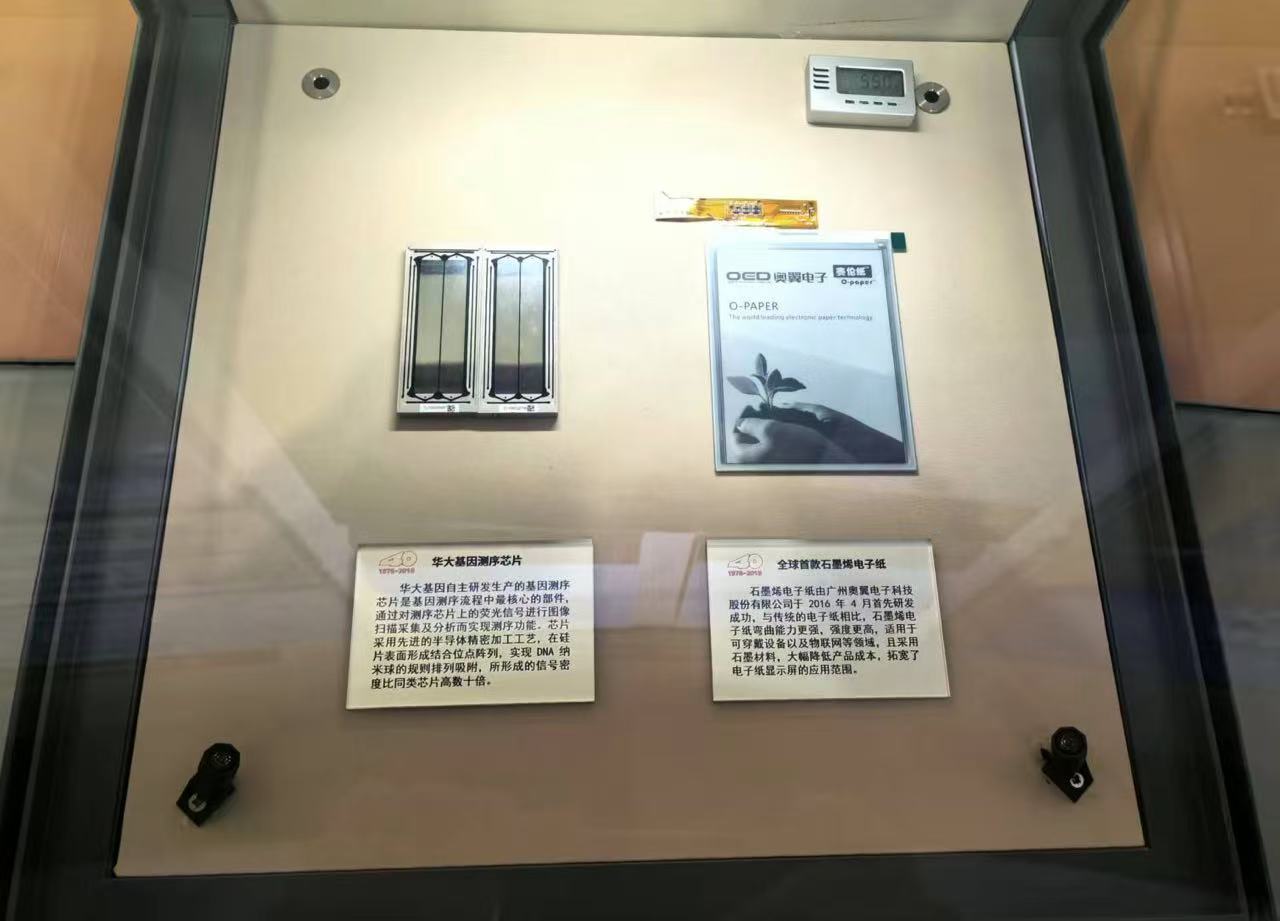 OED 奥翼电子
O-paper
O-PAPER
The world leading electronic paper technology
1978-2018
华大基因测序芯片
华大基因自主研发生产的基因测序
芯片是基因测序流程中最核心的部件，
通过对测序芯片上的荧光信号进行图像
扫描采集及分析而实现测序功能。芯片
采用先进的半导体精密加工工艺，在硅
片表面形成结合位点阵列，实现 DNA 纳
米球的规则排列吸附，所形成的信号密
度比同类芯片高数十倍。
1978-2018
全球首款石墨烯电子纸
石墨烯电子纸由广州奥翼电子科技
股份有限公司于 2016 年 4 月首先研发
成功，与传统的电子纸相比，石墨烯电
子纸弯曲能力更强，强度更高，适用于
可穿戴设备以及物联网等领域，且采用
石墨材料，大幅降低产品成本，拓宽了
电子纸显示屏的应用范围。